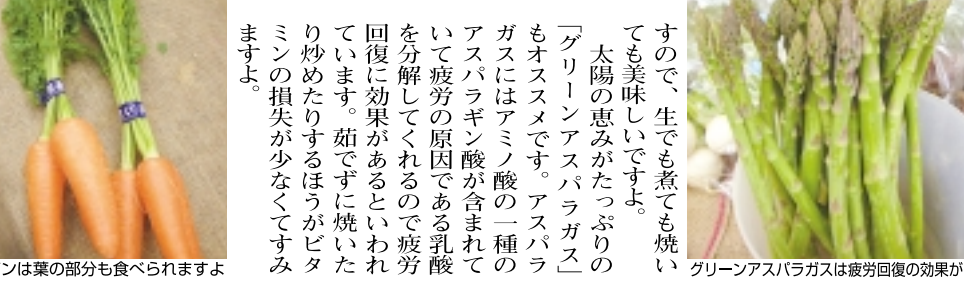 すので、生でも煮ても焼い
ても美味しいですよ。
太陽の恵みがたっぷりの
「グリーンアスパラガス」
もオススメです。アスパラ
ガスにはアミノ酸の一種の
アスパラギン酸が含まれて
いて疲労の原因である乳酸
を分解してくれるので疲労
回復に効果があるといわれ
ています。茹でずに焼いた
り炒めたりするほうがビタ
ミンの損失が少なくてすみ
ますよ。
グリーンアスパラガスは疲労回復の効果が
ンは葉の部分も食べられますよ